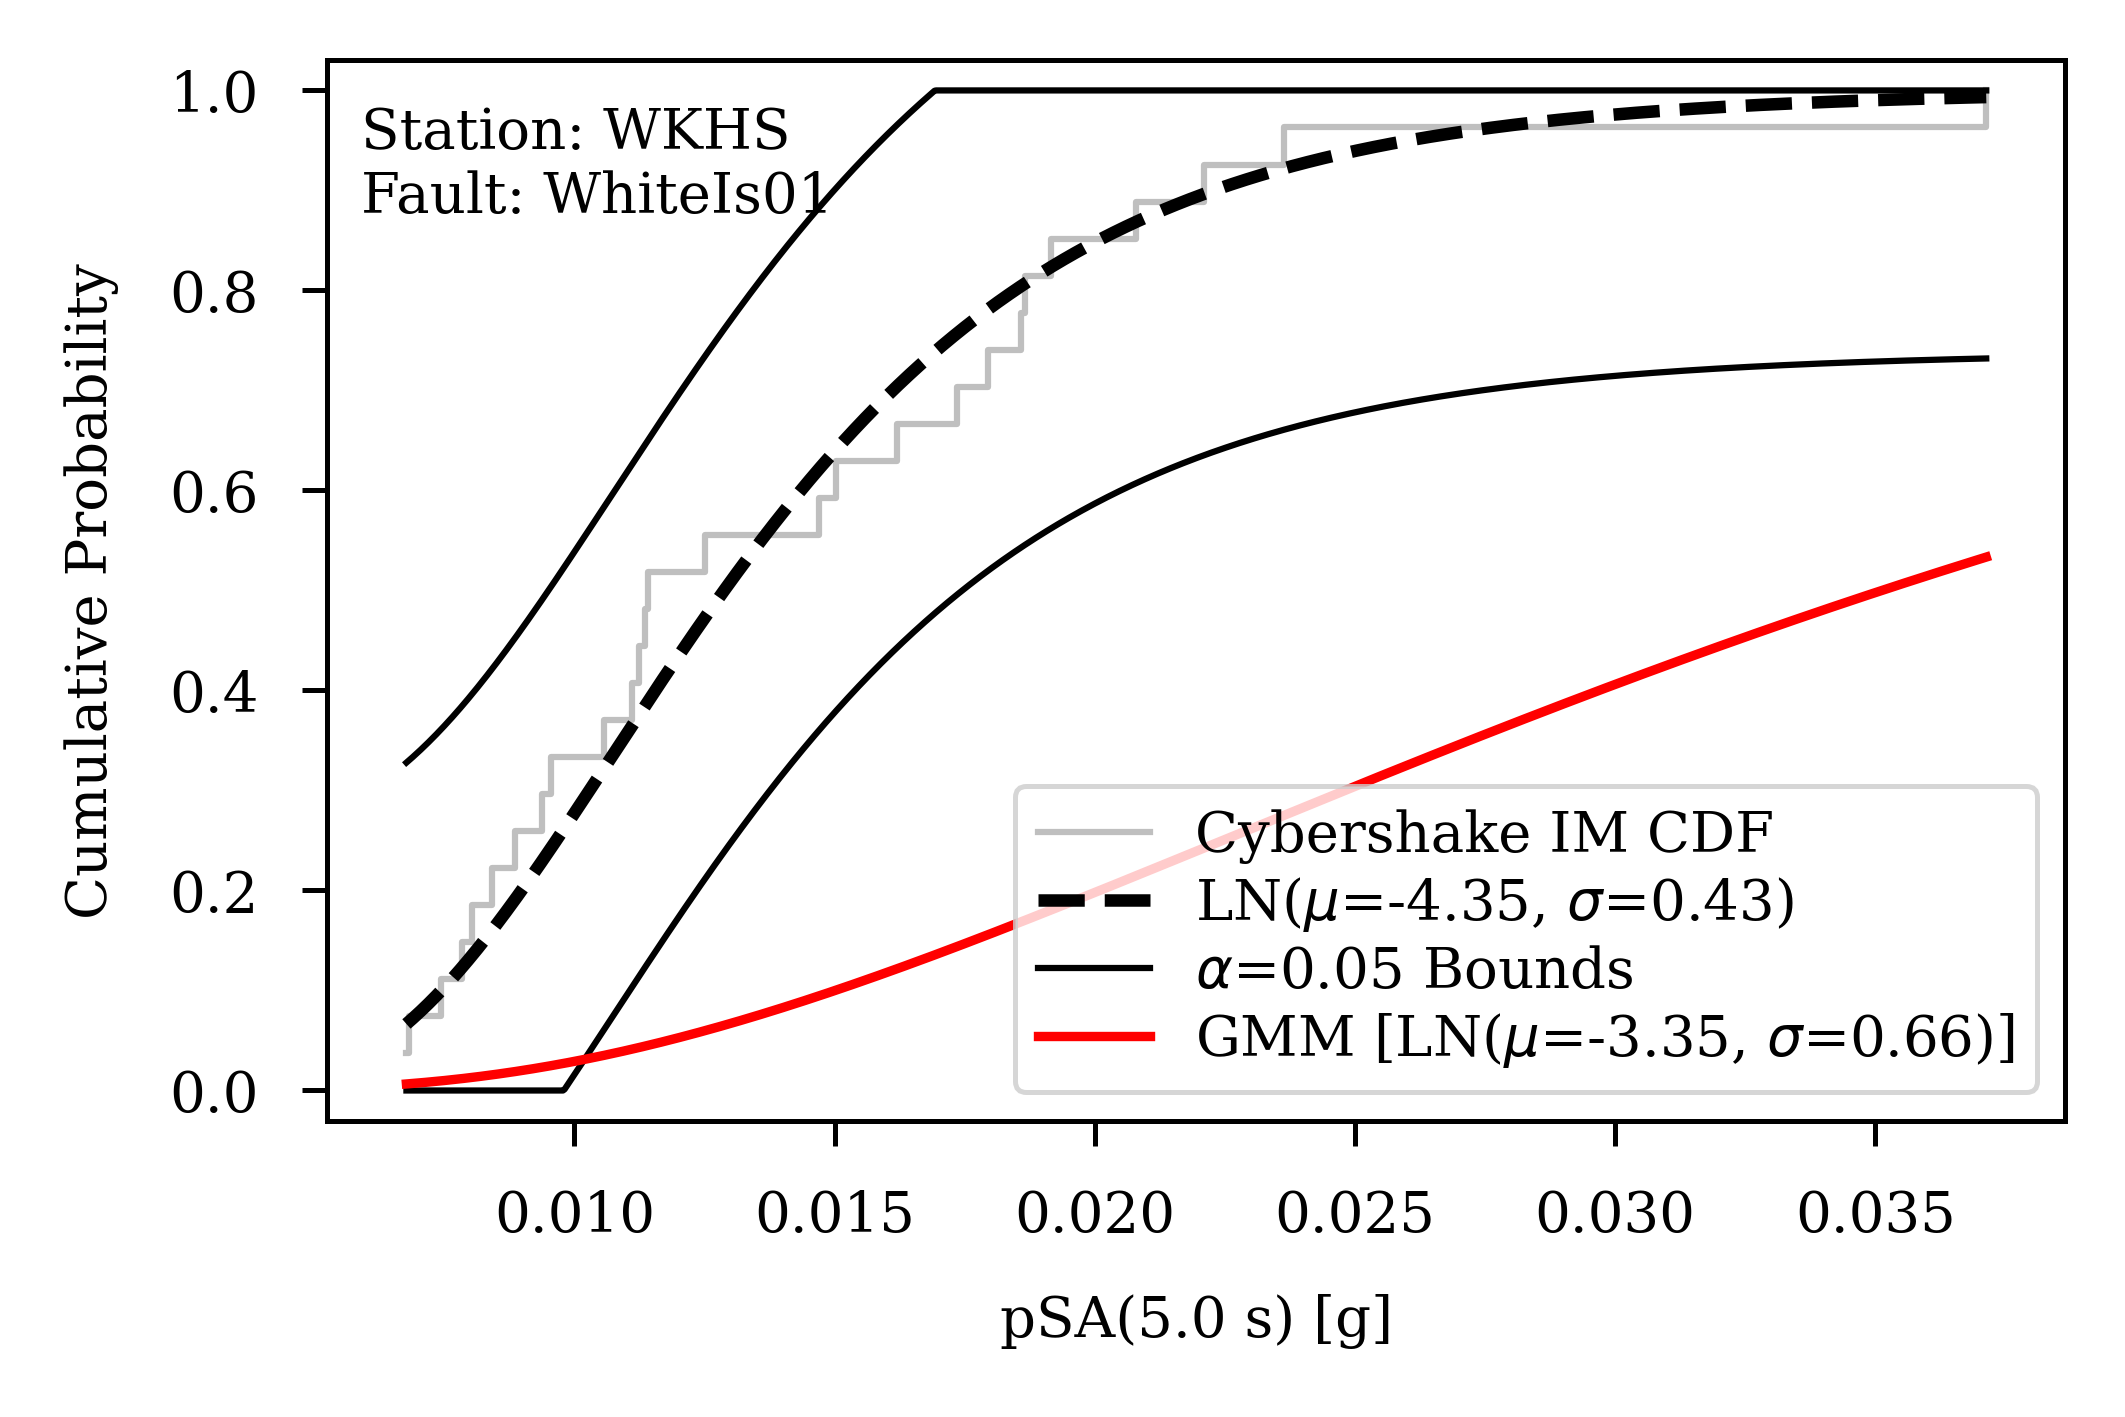 Station: WKHS
Fault: WhiteIs01
Cumulative Probability
1.0
0.8
0.6
0.4
0.2
0.0
Cybershake IM CDF
LN(μ=-4.35, σ=0.43)
α=0.05 Bounds
GMM [LN(μ=-3.35, σ=0.66)]
0.010 0.015 0.020 0.025 0.030 0.035
pSA(5.0 s) [g]